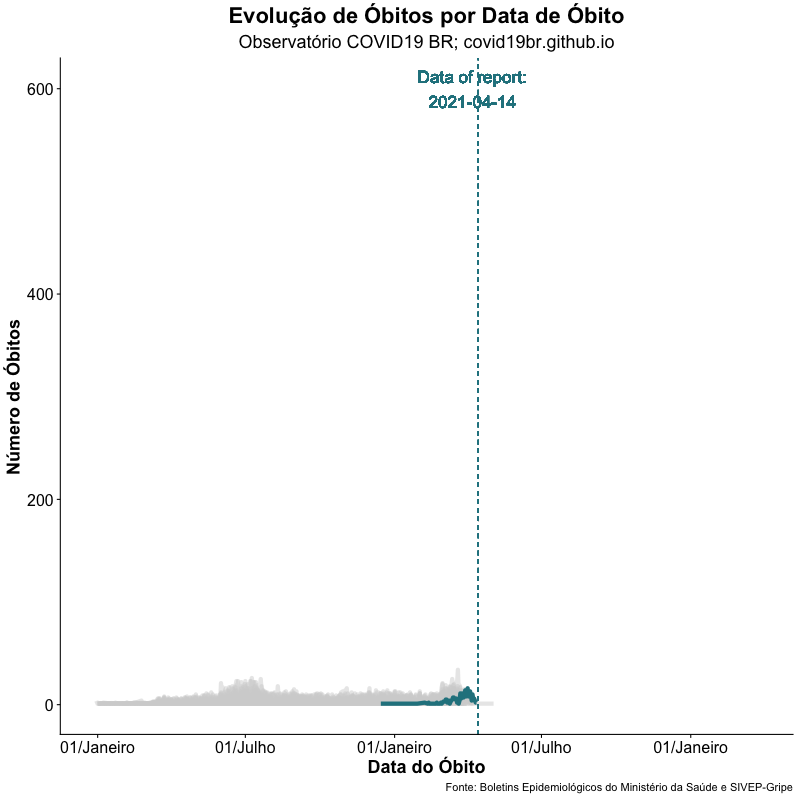 Evolução de Óbitos por Data de Óbito
Observatório COVID19 BR; covid19br.github.io
Data of report:
2021-04-14
600
400
200
0
Número de Óbitos
01/Janeiro 01/Julho 01/Janeiro 01/Julho 01/Janeiro
Data do Óbito
Fonte: Boletins Epidemiológicos do Ministério da Saúde e SIVEP-Gripe